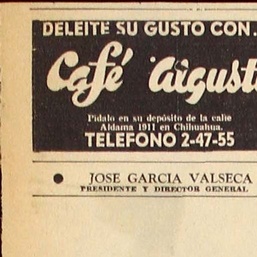 DELEITE SU GUSTO CON..
Café Aigust
Pídalo en su depósito de la calle
Aldama 1911 en Chihuahua.
TELEFONO 2-47-55
JOSE GARCIA VALSECA
PRESIDENTE Y DIRECTOR GENERAL